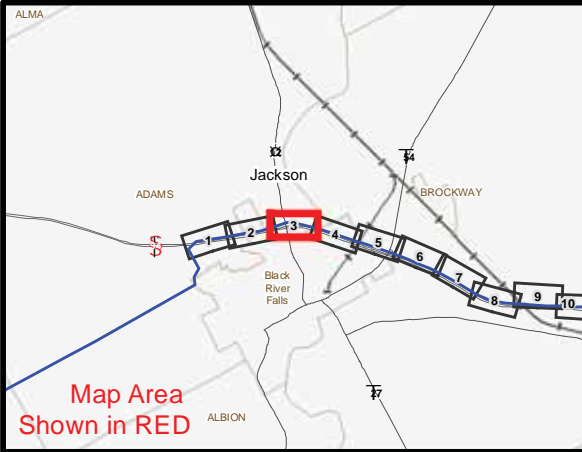 ALMA
12
54
Jackson
ADAMS
BROCKWAY
1
2
3
4
5
6
7
8
9
10
Black
River
Falls
27
Map Area
Shown in RED
ALBION